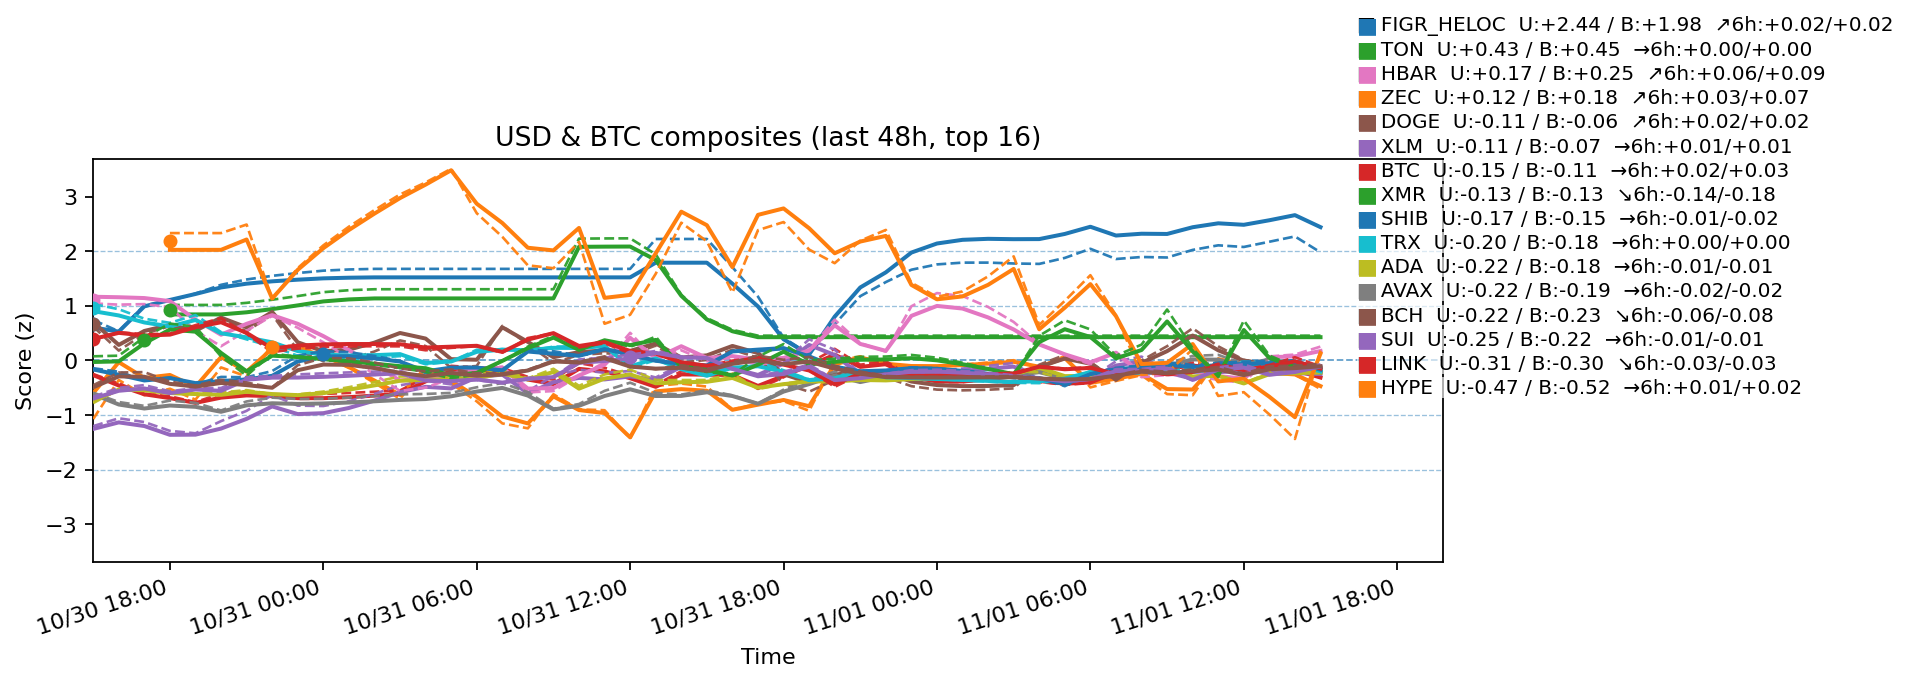 FIGR_HELOC U:+2.44 / B:+1.98 ↗6h:+0.02/+0.02
TON U:+0.43 / B:+0.45 →6h:+0.00/+0.00
HBAR U:+0.17 / B:+0.25 ↗6h:+0.06/+0.09
ZEC U:+0.12 / B:+0.18 ↗6h:+0.03/+0.07
DOGE U:-0.11 / B:-0.06 ↗6h:+0.02/+0.02
XLM U:-0.11 / B:-0.07 →6h:+0.01/+0.01
BTC U:-0.15 / B:-0.11 →6h:+0.02/+0.03
XMR U:-0.13 / B:-0.13 ↘6h:-0.14/-0.18
SHIB U:-0.17 / B:-0.15 →6h:-0.01/-0.02
TRX U:-0.20 / B:-0.18 →6h:+0.00/+0.00
ADA U:-0.22 / B:-0.18 →6h:-0.01/-0.01
AVAX U:-0.22 / B:-0.19 →6h:-0.02/-0.02
BCH U:-0.22 / B:-0.23 ↘6h:-0.06/-0.08
SUI U:-0.25 / B:-0.22 →6h:-0.01/-0.01
LINK U:-0.31 / B:-0.30 ↘6h:-0.03/-0.03
HYPE U:-0.47 / B:-0.52 →6h:+0.01/+0.02
USD & BTC composites (last 48h, top 16)
Score (z)
3
2
1
0
−1
−2
−3
10/30 18:00
10/31 00:00
10/31 06:00
10/31 12:00
10/31 18:00
11/01 00:00
11/01 06:00
11/01 12:00
11/01 18:00
Time